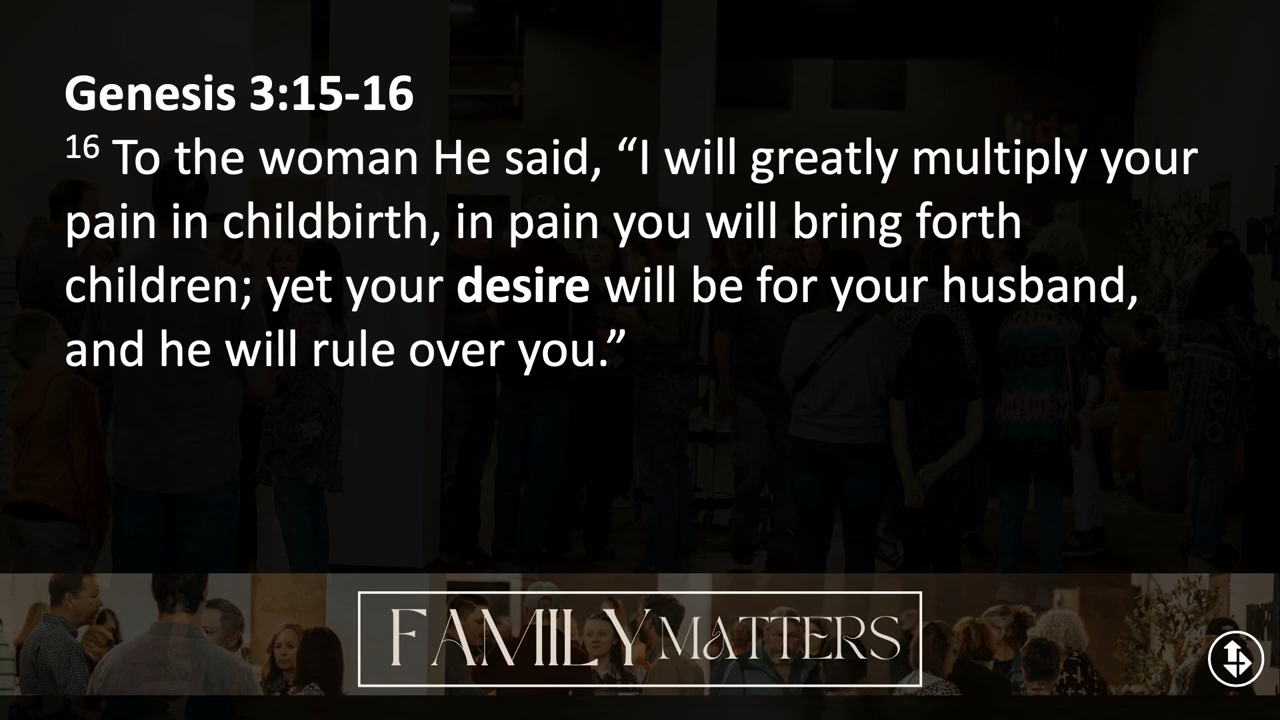 Genesis 3:15-16
16 To the woman He said, “I will greatly multiply your
pain in childbirth, in pain you will bring forth
children; yet your desire will be for your husband,
and he will rule over you.”
FAMILY MATTERS